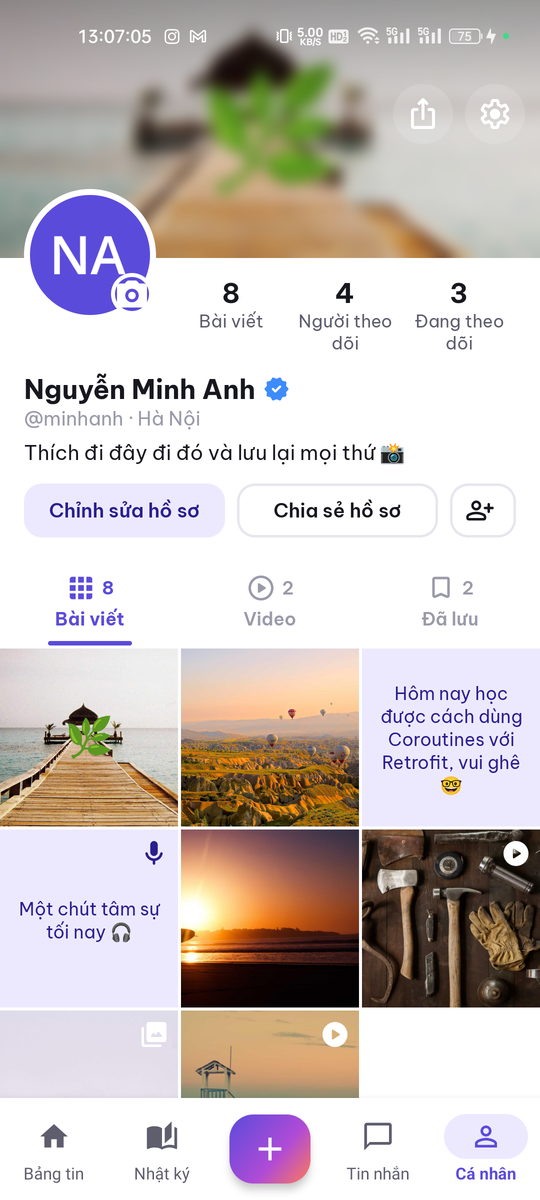 13:07:05
5.00
KB/S
HD
5G
5G
75
NA
8
4
3
Bài viết
Người theo
dõi
Đang theo
dõi
Nguyễn Minh Anh
@minhanh · Hà Nội
Thích đi đây đi đó và lưu lại mọi thứ 📸
Chỉnh sửa hồ sơ
Chia sẻ hồ sơ
8
2
2
Bài viết
Video
Đã lưu
Hôm nay học
được cách dùng
Coroutines với
Retrofit, vui ghê
🤓
Một chút tâm sự
tối nay 🎧
Bảng tin
Nhật ký
Tin nhắn
Cá nhân